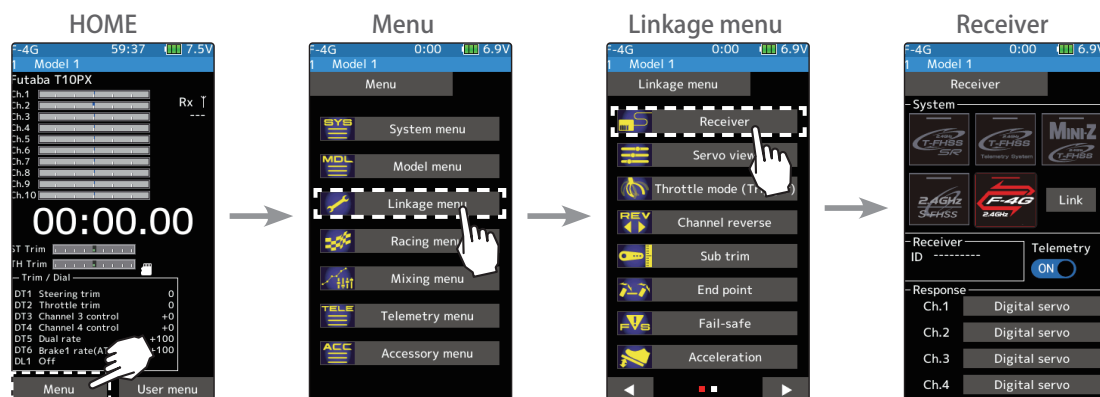 HOME
F-4G 59:37 7.5V
1 Model 1
Futaba T10PX
Ch.1
Ch.2
Ch.3
Ch.4
Ch.5
Ch.6
Ch.7
Ch.8
Ch.9
Ch.10
Rx
---
00:00.00
ST Trim
TH Trim
Trim / Dial
DT1 Steering trim 0
DT2 Throttle trim 0
DT3 Channel 3 control +0
DT4 Channel 4 control +0
DT5 Dual rate +100
DT6 Brake1 rate(AT +100
DL1 Off
Menu User menu
Menu
F-4G 0:00 6.9V
1 Model 1
Menu
SYS System menu
MDL Model menu
Linkage menu
Racing menu
Mixing menu
TELE Telemetry menu
ACC Accessory menu
Linkage menu
F-4G 0:00 6.9V
1 Model 1
Linkage menu
Receiver
Servo view
Throttle mode (Tr
REV Channel reverse
Sub trim
End point
F/S Fail-safe
Acceleration
Receiver
F-4G 0:00 6.9V
1 Model 1
Receiver
System
2.4GHz T-FHSS SR
2.4GHz T-FHSS Telemetry System
MINI-Z 2.4GHz T-FHSS
2.4GHz S-FHSS
F-4G 2.4GHz
Link
Receiver
ID ---------
Telemetry
ON
Response
Ch.1 Digital servo
Ch.2 Digital servo
Ch.3 Digital servo
Ch.4 Digital servo